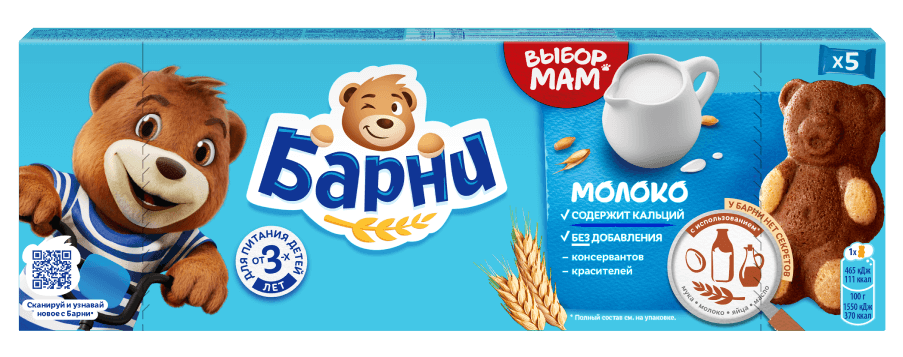 Барни
ДЛЯ ПИТАНИЯ ДЕТЕЙ
ОТ 3-Х
ЛЕТ
Сканируй и узнавай
новое с Барни*
ВЫБОР
МАМ
x5
МОЛОКО
✓ СОДЕРЖИТ КАЛЬЦИЙ
✓ БЕЗ ДОБАВЛЕНИЯ
– консервантов
– красителей
* Полный состав см. на упаковке.
У БАРНИ НЕТ СЕКРЕТОВ
с использованием*
мука • молоко • яйца • масло
1x
465 кДж
111 ккал
100 г
1550 кДж
370 ккал